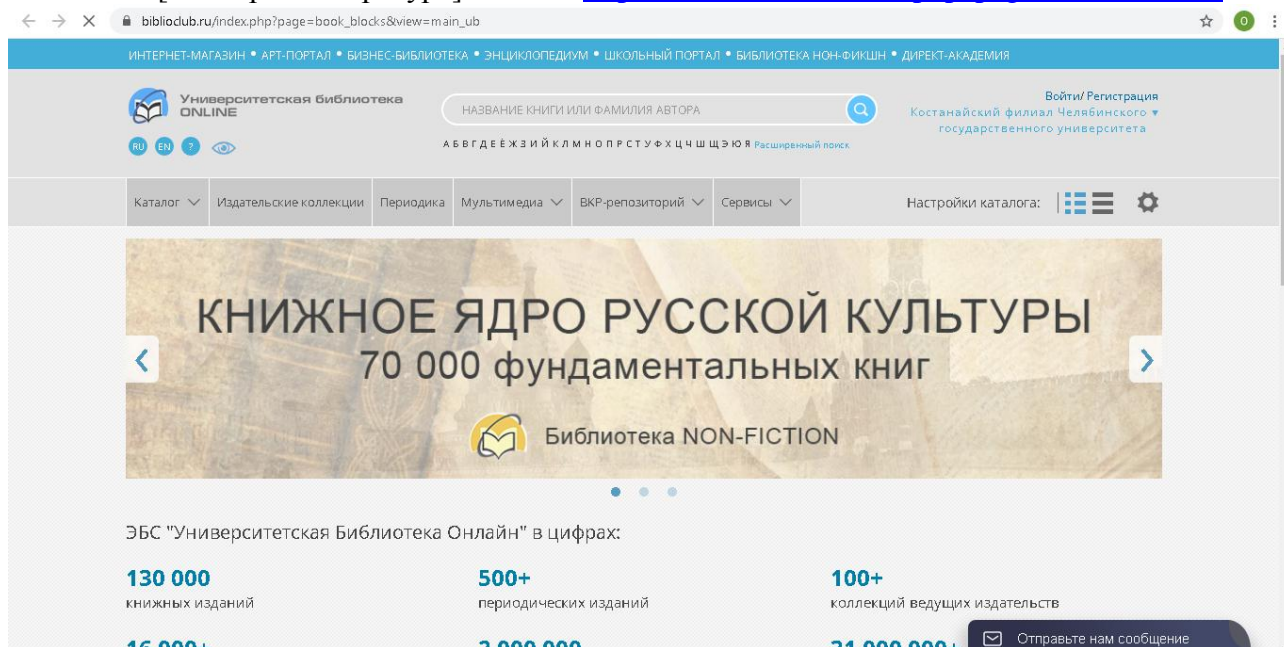 biblioclub.ru/index.php?page=book_blocks&view=main_ub
О
ИНТЕРНЕТ-МАГАЗИН • АРТ-ПОРТАЛ • БИЗНЕС-БИБЛИОТЕКА • ЭНЦИКЛОПЕДИУМ • ШКОЛЬНЫЙ ПОРТАЛ • БИБЛИОТЕКА НОН-ФИКШН • ДИРЕКТ-АКАДЕМИЯ
Университетская библиотека
ONLINE
НАЗВАНИЕ КНИГИ ИЛИ ФАМИЛИЯ АВТОРА
Войти/ Регистрация
Костанайский филиал Челябинского
государственного университета
RU EN ?
А Б В Г Д Е Ё Ж З И Й К Л М Н О П Р С Т У Ф Х Ц Ч Ш Щ Э Ю Я Расширенный поиск
Каталог Издательские коллекции Периодика Мультимедиа ВКР-репозиторий Сервисы Настройки каталога:
КНИЖНОЕ ЯДРО РУССКОЙ КУЛЬТУРЫ
70 000 фундаментальных книг
Библиотека NON-FICTION
ЭБС "Университетская Библиотека Онлайн" в цифрах:
130 000 500+ 100+
книжных изданий периодических изданий коллекций ведущих издательств
Отправьте нам сообщение